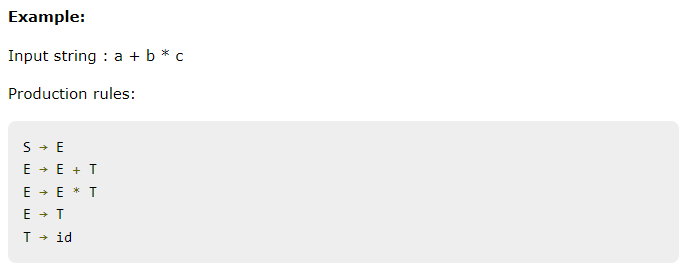 Example:
Input string : a + b * c
Production rules:
S → E
E → E + T
E → E * T
E → T
T → id